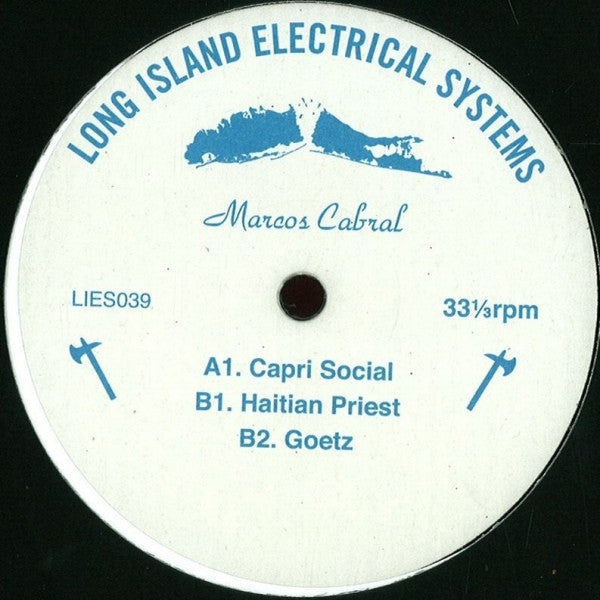 LONG ISLAND ELECTRICAL SYSTEMS
Marcos Cabral
LIES039
33⅓rpm
A1. Capri Social
B1. Haitian Priest
B2. Goetz